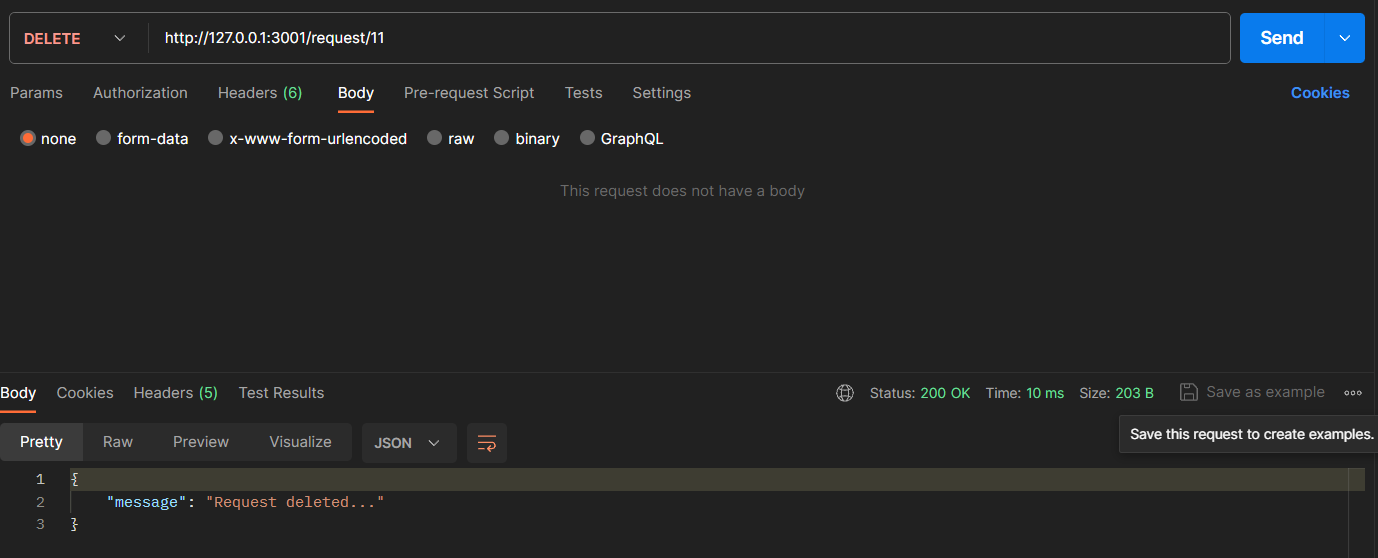 DELETE http://127.0.0.1:3001/request/11 Send
Params Authorization Headers (6) Body Pre-request Script Tests Settings Cookies
none form-data x-www-form-urlencoded raw binary GraphQL
This request does not have a body
Body Cookies Headers (5) Test Results Status: 200 OK Time: 10 ms Size: 203 B Save as example
Save this request to create examples.
Pretty Raw Preview Visualize JSON
1 {
2 "message": "Request deleted..."
3 }